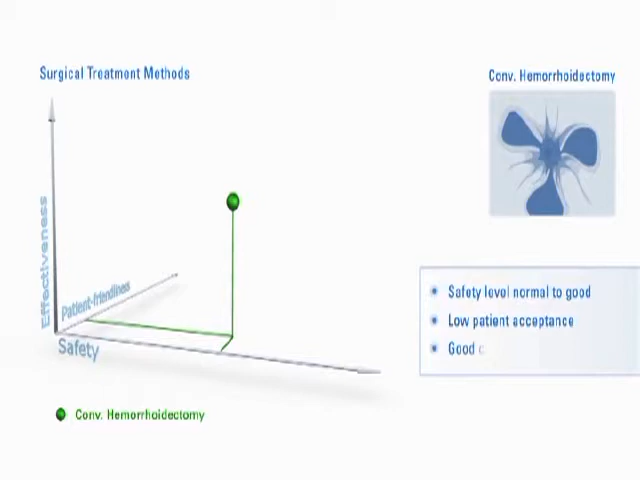 Surgical Treatment Methods
Conv. Hemorrhoidectomy
Effectiveness
Patient-friendliness
Safety
Safety level normal to good
Low patient acceptance
Good
Conv. Hemorrhoidectomy